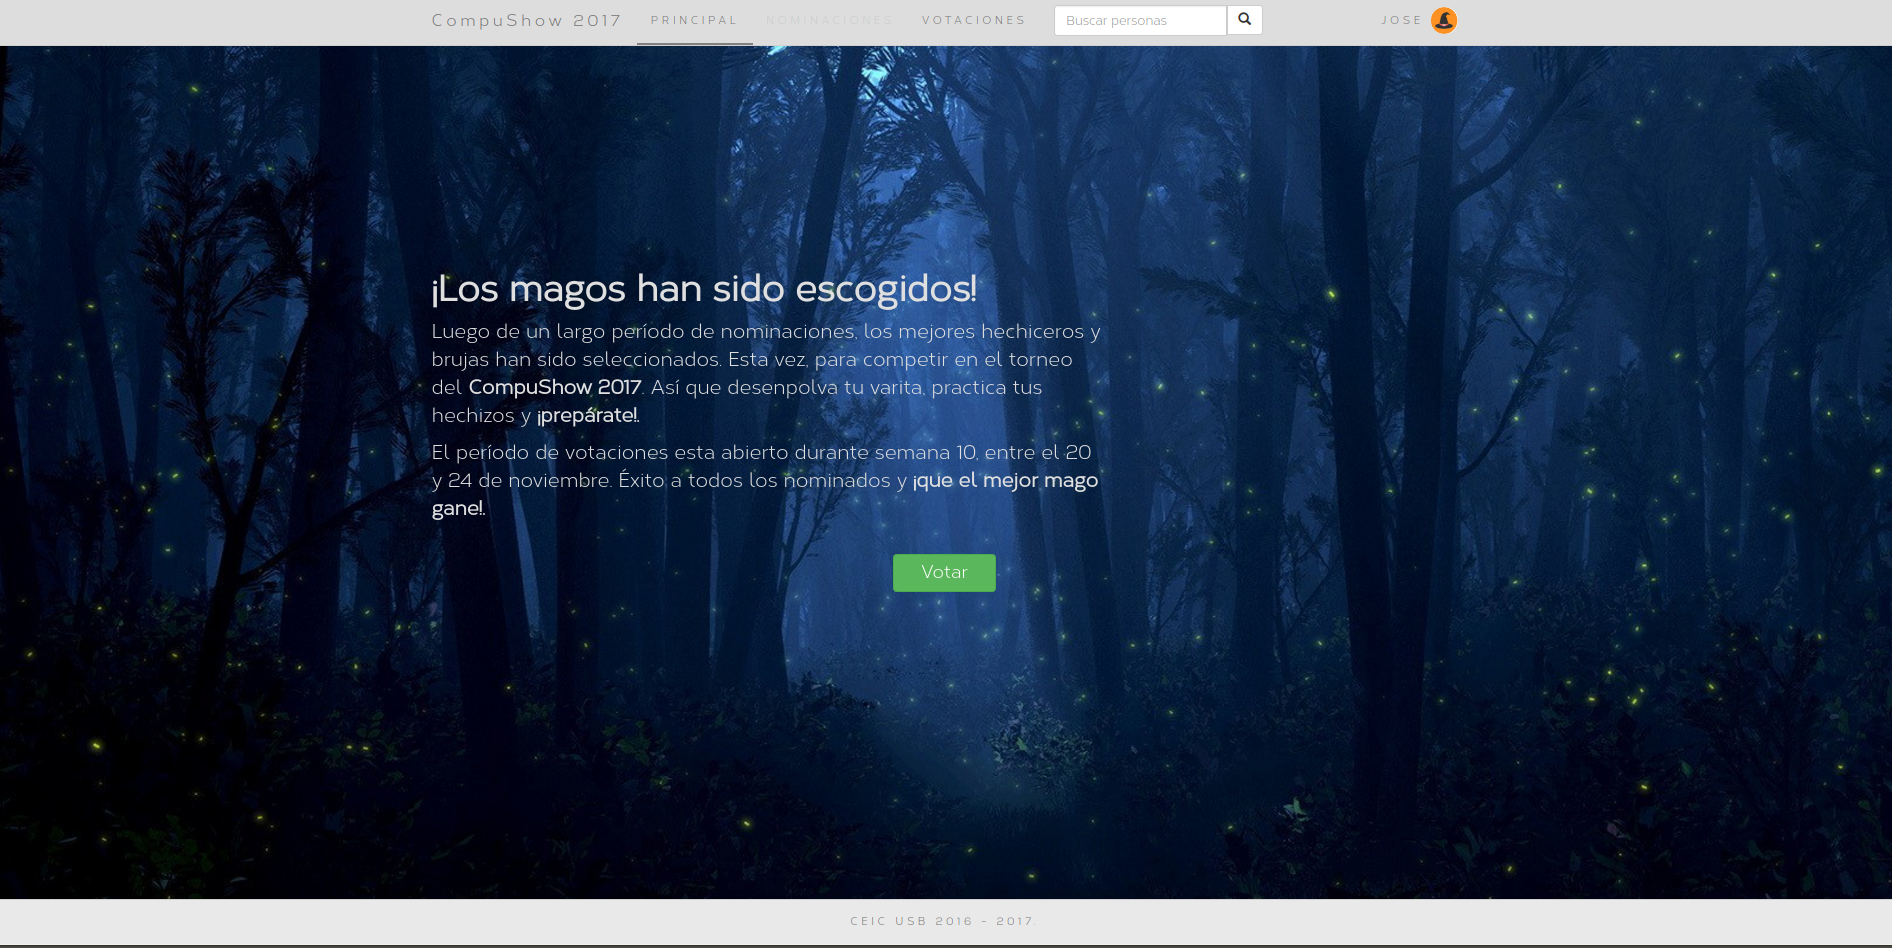 CompuShow 2017 PRINCIPAL NOMINACIONES VOTACIONES Buscar personas JOSE
¡Los magos han sido escogidos!
Luego de un largo período de nominaciones, los mejores hechiceros y
brujas han sido seleccionados. Esta vez, para competir en el torneo
del CompuShow 2017. Así que desenpolva tu varita, practica tus
hechizos y ¡prepárate!.
El período de votaciones esta abierto durante semana 10, entre el 20
y 24 de noviembre. Éxito a todos los nominados y ¡que el mejor mago
gane!.
Votar
CEIC USB 2016 - 2017.